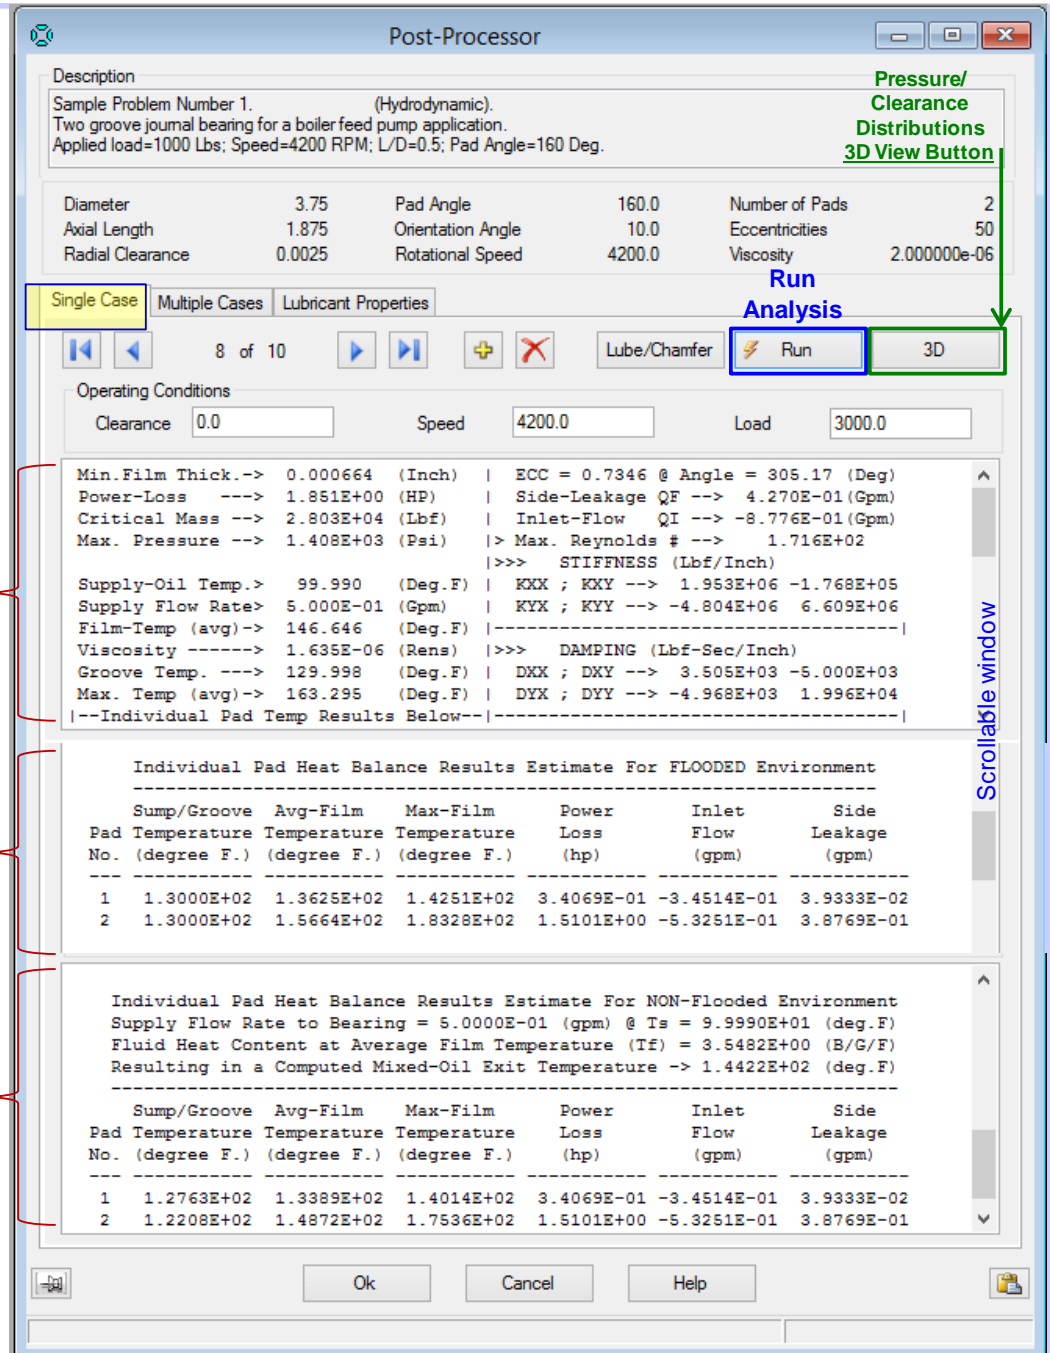 Post-Processor
Description
Sample Problem Number 1. (Hydrodynamic).
Two groove journal bearing for a boiler feed pump application.
Applied load=1000 Lbs; Speed=4200 RPM; L/D=0.5; Pad Angle=160 Deg.
Pressure/
Clearance
Distributions
3D View Button
Diameter 3.75 Pad Angle 160.0 Number of Pads 2
Axial Length 1.875 Orientation Angle 10.0 Eccentricities 50
Radial Clearance 0.0025 Rotational Speed 4200.0 Viscosity 2.000000e-06
Run
Analysis
Single Case Multiple Cases Lubricant Properties
8 of 10 Lube/Chamfer Run 3D
Operating Conditions
Clearance 0.0 Speed 4200.0 Load 3000.0
Min.Film Thick.-> 0.000664 (Inch) | ECC = 0.7346 @ Angle = 305.17 (Deg)
Power-Loss ---> 1.851E+00 (HP) | Side-Leakage QF --> 4.270E-01(Gpm)
Critical Mass --> 2.803E+04 (Lbf) | Inlet-Flow QI --> -8.776E-01(Gpm)
Max. Pressure --> 1.408E+03 (Psi) |> Max. Reynolds # --> 1.716E+02
|>>> STIFFNESS (Lbf/Inch)
Supply-Oil Temp.> 99.990 (Deg.F) | KXX ; KXY --> 1.953E+06 -1.768E+05
Supply Flow Rate> 5.000E-01 (Gpm) | KYX ; KYY --> -4.804E+06 6.609E+06
Film-Temp (avg)-> 146.646 (Deg.F) |-------------------------------------|
Viscosity ------> 1.635E-06 (Rens) |>>> DAMPING (Lbf-Sec/Inch)
Groove Temp. ---> 129.998 (Deg.F) | DXX ; DXY --> 3.505E+03 -5.000E+03
Max. Temp (avg)-> 163.295 (Deg.F) | DYX ; DYY --> -4.968E+03 1.996E+04
|--Individual Pad Temp Results Below--|-------------------------------------|
Scrollable window
Individual Pad Heat Balance Results Estimate For FLOODED Environment
--------------------------------------------------------------------
Sump/Groove Avg-Film Max-Film Power Inlet Side
Pad Temperature Temperature Temperature Loss Flow Leakage
No. (degree F.) (degree F.) (degree F.) (hp) (gpm) (gpm)
--- ----------- ----------- ----------- ----------- ----------- -----------
1 1.3000E+02 1.3625E+02 1.4251E+02 3.4069E-01 -3.4514E-01 3.9333E-02
2 1.3000E+02 1.5664E+02 1.8328E+02 1.5101E+00 -5.3251E-01 3.8769E-01
Individual Pad Heat Balance Results Estimate For NON-Flooded Environment
Supply Flow Rate to Bearing = 5.0000E-01 (gpm) @ Ts = 9.9990E+01 (deg.F)
Fluid Heat Content at Average Film Temperature (Tf) = 3.5482E+00 (B/G/F)
Resulting in a Computed Mixed-Oil Exit Temperature -> 1.4422E+02 (deg.F)
------------------------------------------------------------------------
Sump/Groove Avg-Film Max-Film Power Inlet Side
Pad Temperature Temperature Temperature Loss Flow Leakage
No. (degree F.) (degree F.) (degree F.) (hp) (gpm) (gpm)
--- ----------- ----------- ----------- ----------- ----------- -----------
1 1.2763E+02 1.3389E+02 1.4014E+02 3.4069E-01 -3.4514E-01 3.9333E-02
2 1.2208E+02 1.4872E+02 1.7536E+02 1.5101E+00 -5.3251E-01 3.8769E-01
Ok Cancel Help